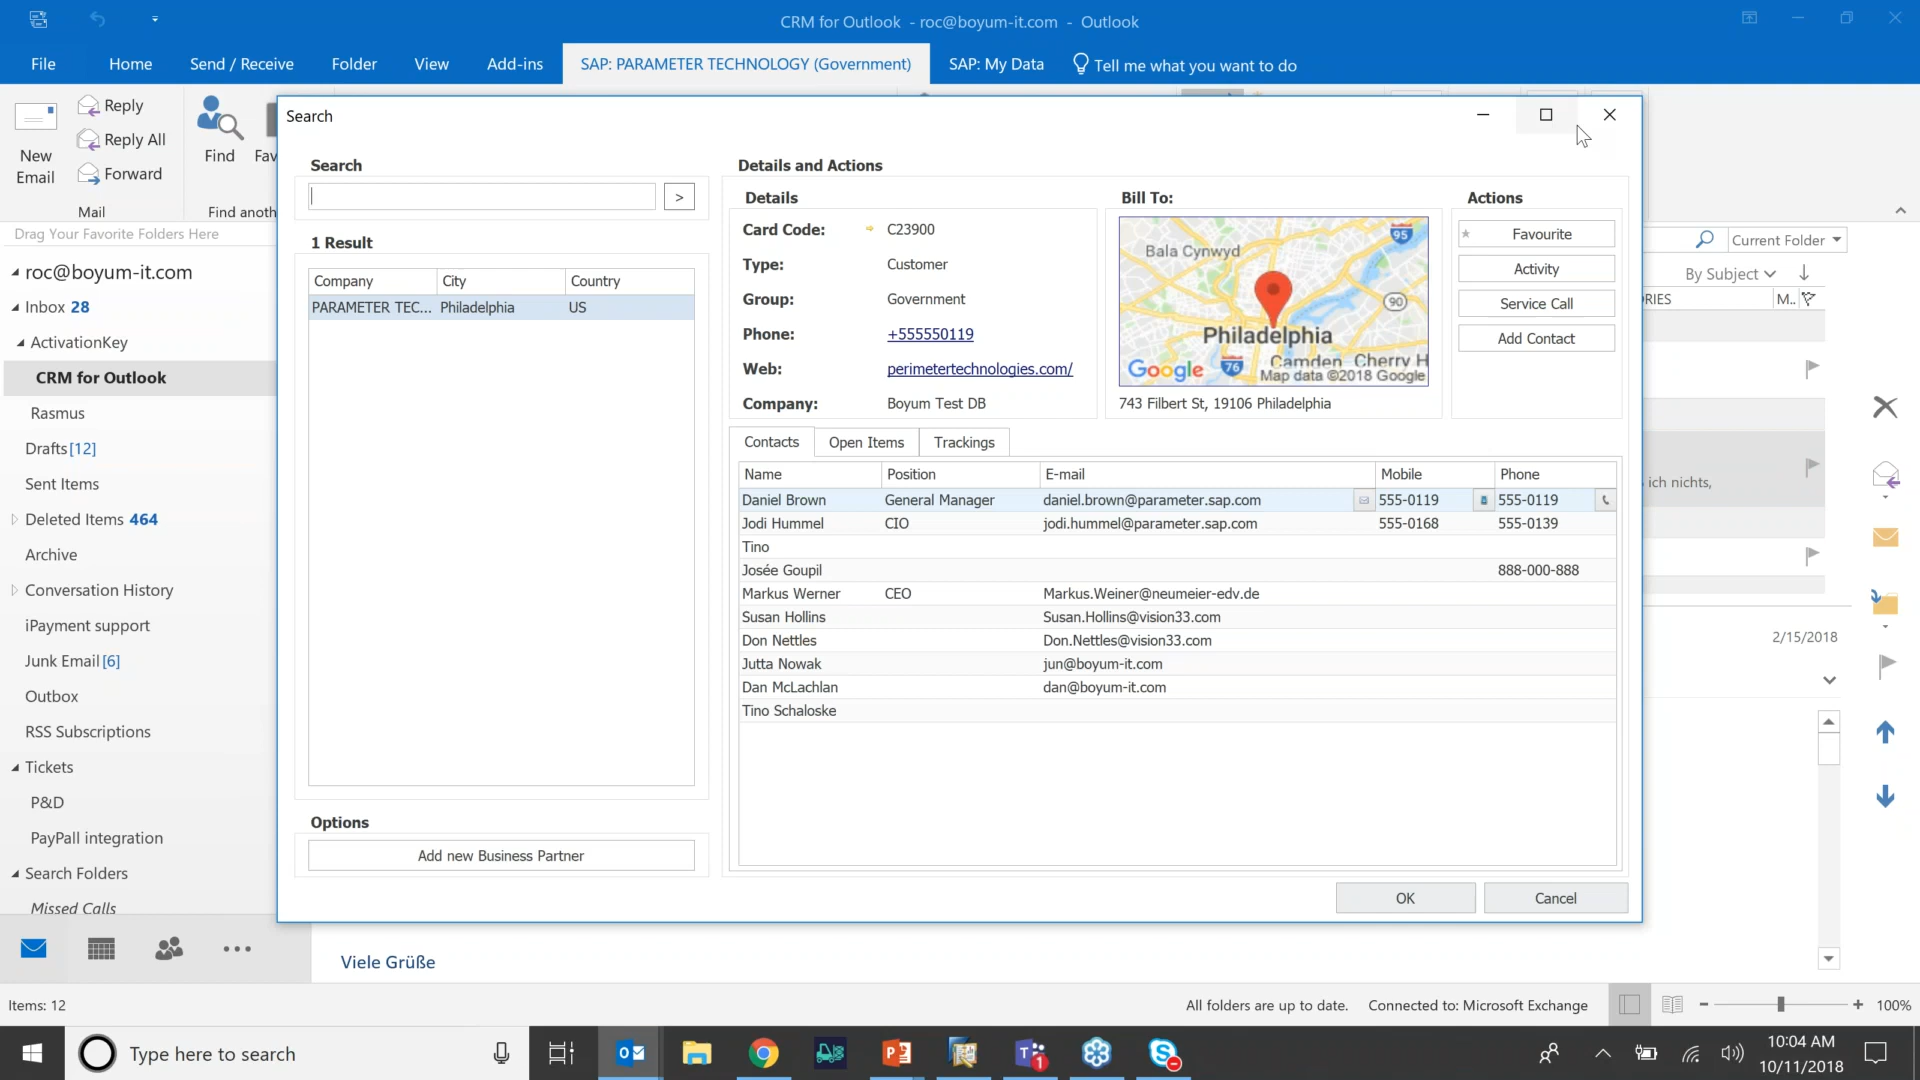 CRM for Outlook - roc@boyum-it.com - Outlook
File Home Send / Receive Folder View Add-ins SAP: PARAMETER TECHNOLOGY (Government) SAP: My Data Tell me what you want to do
New Email
Reply
Reply All
Forward
Mail
Find
Fav
Find anoth
Drag Your Favorite Folders Here
roc@boyum-it.com
Inbox 28
ActivationKey
CRM for Outlook
Rasmus
Drafts [12]
Sent Items
Deleted Items 464
Archive
Conversation History
iPayment support
Junk Email [6]
Outbox
RSS Subscriptions
Tickets
P&D
PayPall integration
Search Folders
Missed Calls
Search
Search
>
1 Result
Company City Country
PARAMETER TEC... Philadelphia US
Options
Add new Business Partner
Details and Actions
Details
Card Code: C23900
Type: Customer
Group: Government
Phone: +555550119
Web: perimetertechnologies.com/
Company: Boyum Test DB
Bill To:
Bala Cynwyd
95
90
Philadelphia
Camden Cherry H
Google 76 Map data ©2018 Google
743 Filbert St, 19106 Philadelphia
Actions
Favourite
Activity
Service Call
Add Contact
Contacts Open Items Trackings
Name Position E-mail Mobile Phone
Daniel Brown General Manager daniel.brown@parameter.sap.com 555-0119 555-0119
Jodi Hummel CIO jodi.hummel@parameter.sap.com 555-0168 555-0139
Tino
Josée Goupil 888-000-888
Markus Werner CEO Markus.Weiner@neumeier-edv.de
Susan Hollins Susan.Hollins@vision33.com
Don Nettles Don.Nettles@vision33.com
Jutta Nowak jun@boyum-it.com
Dan McLachlan dan@boyum-it.com
Tino Schaloske
OK Cancel
Current Folder
By Subject
RIES M..
ich nichts,
2/15/2018
Viele Grüße
Items: 12
All folders are up to date. Connected to: Microsoft Exchange
100%
Type here to search
10:04 AM
10/11/2018